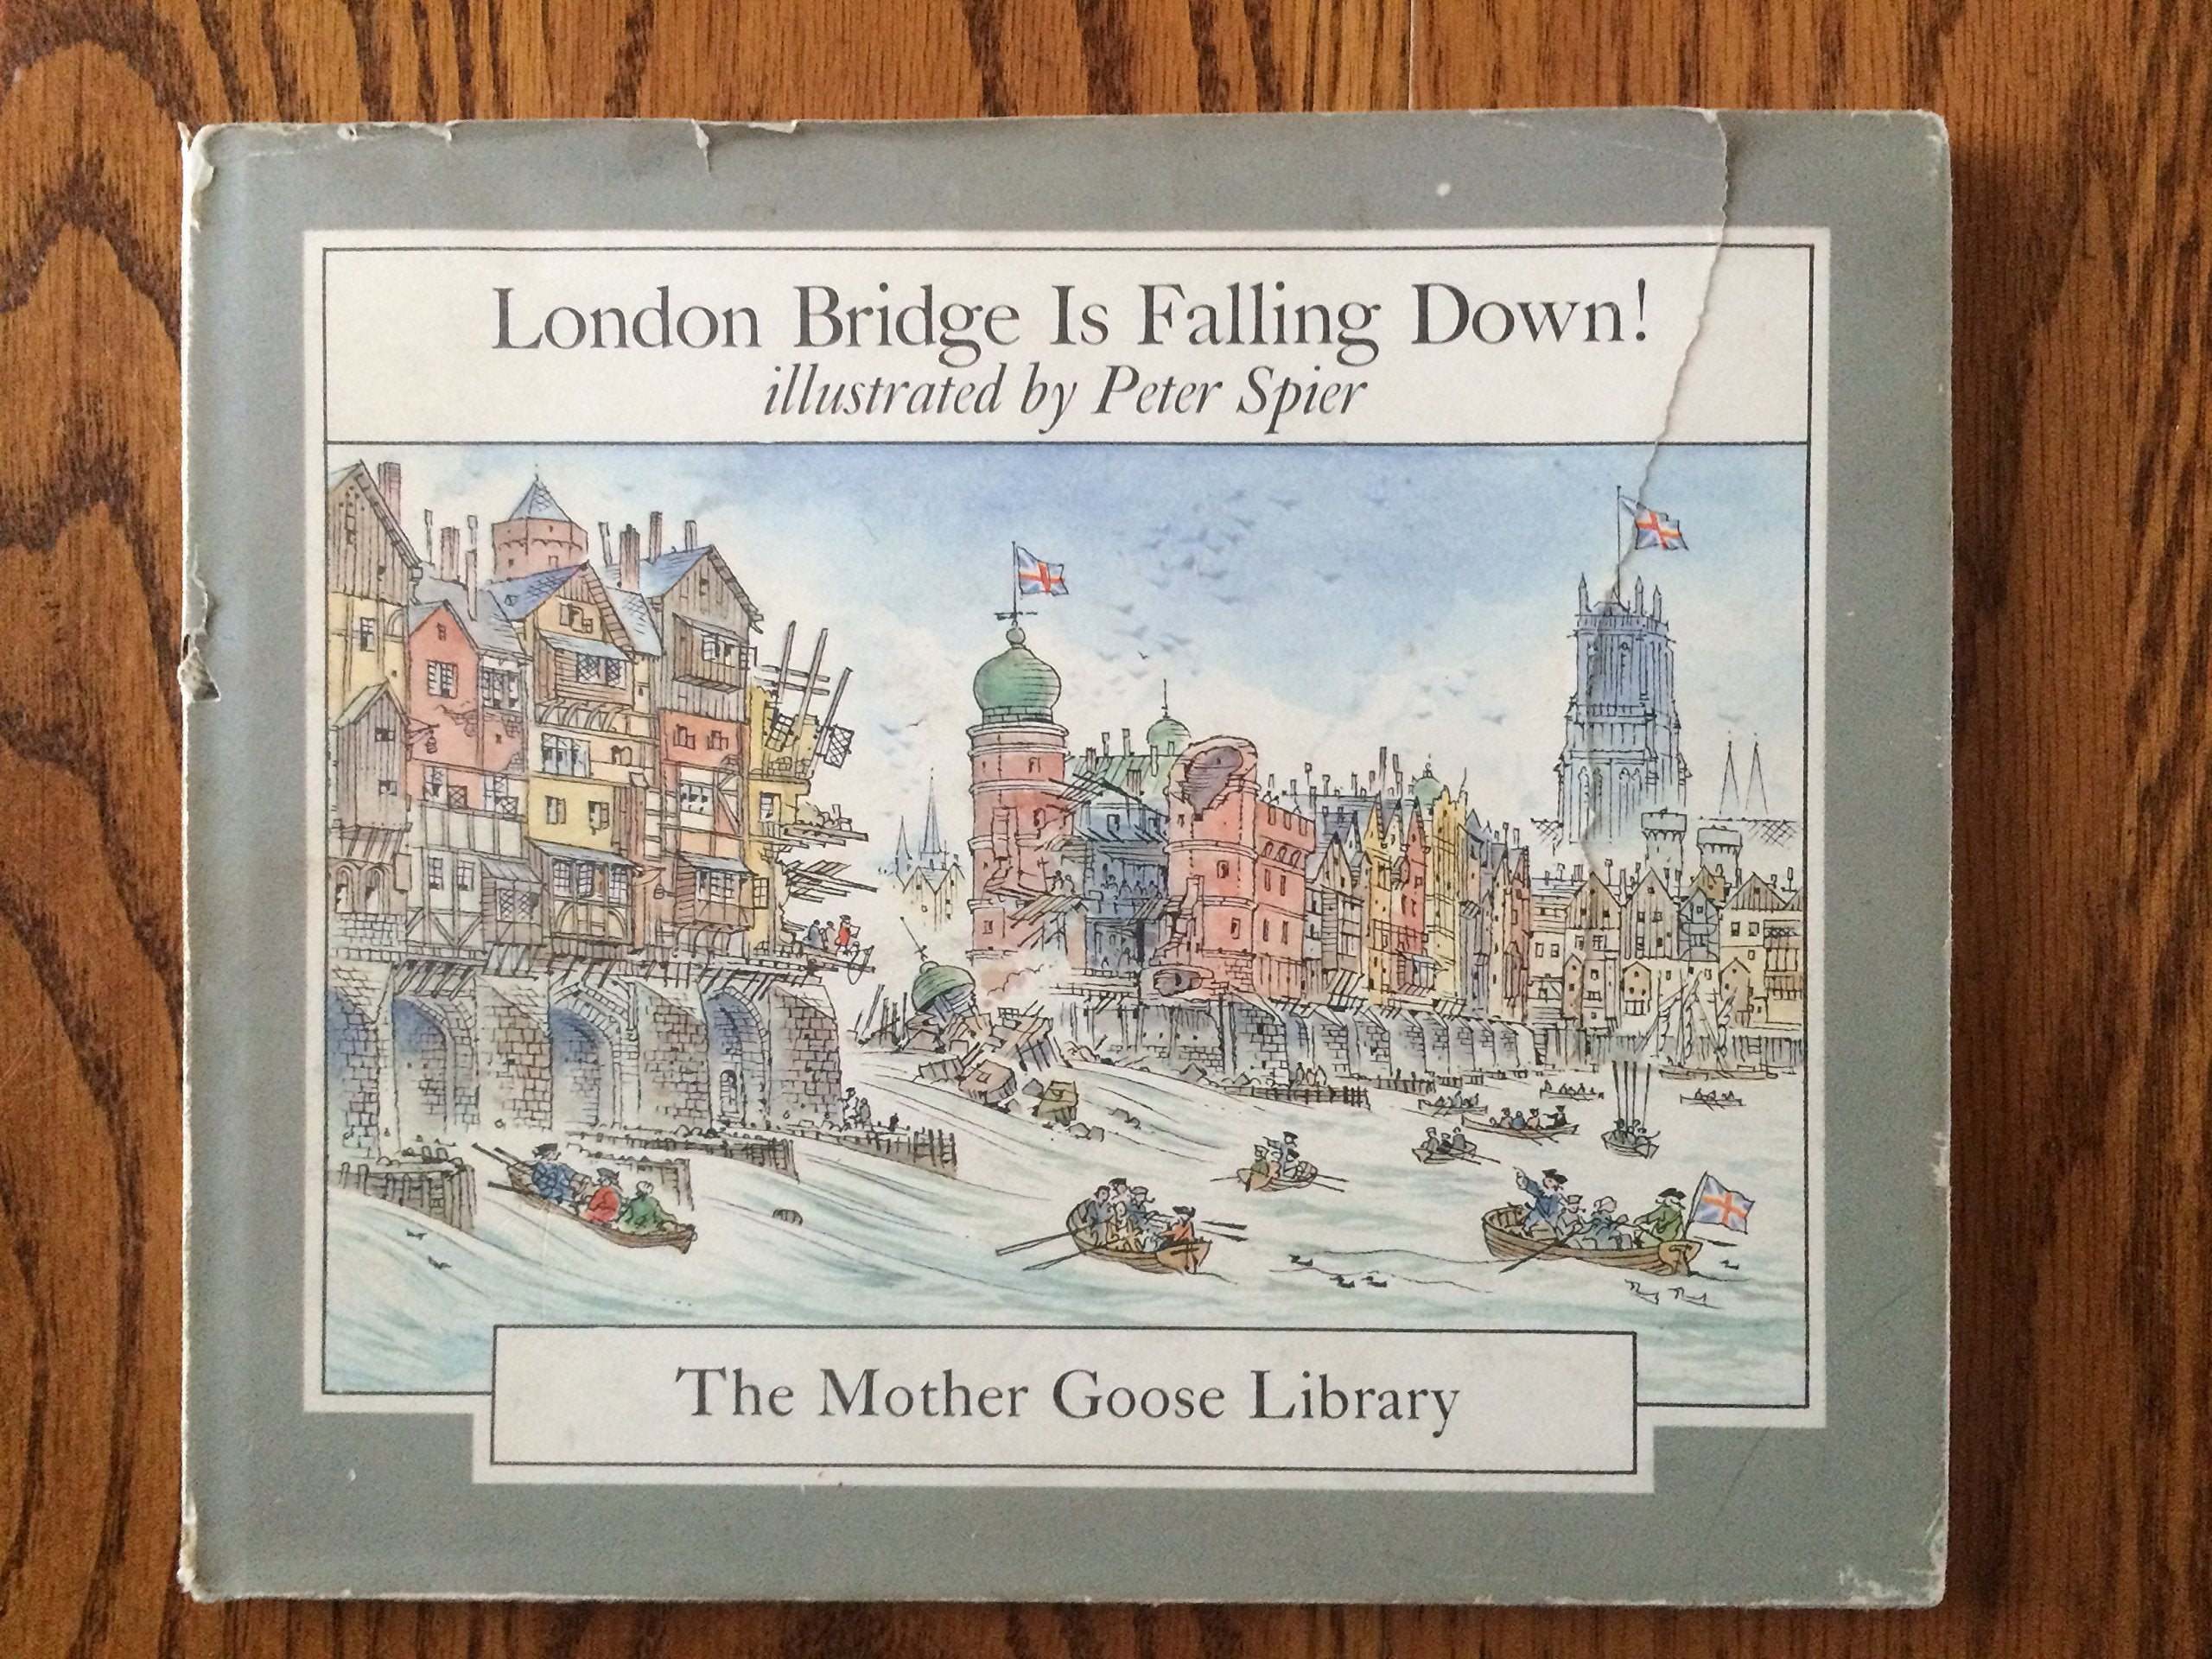 London Bridge Is Falling Down!
illustrated by Peter Spier
The Mother Goose Library